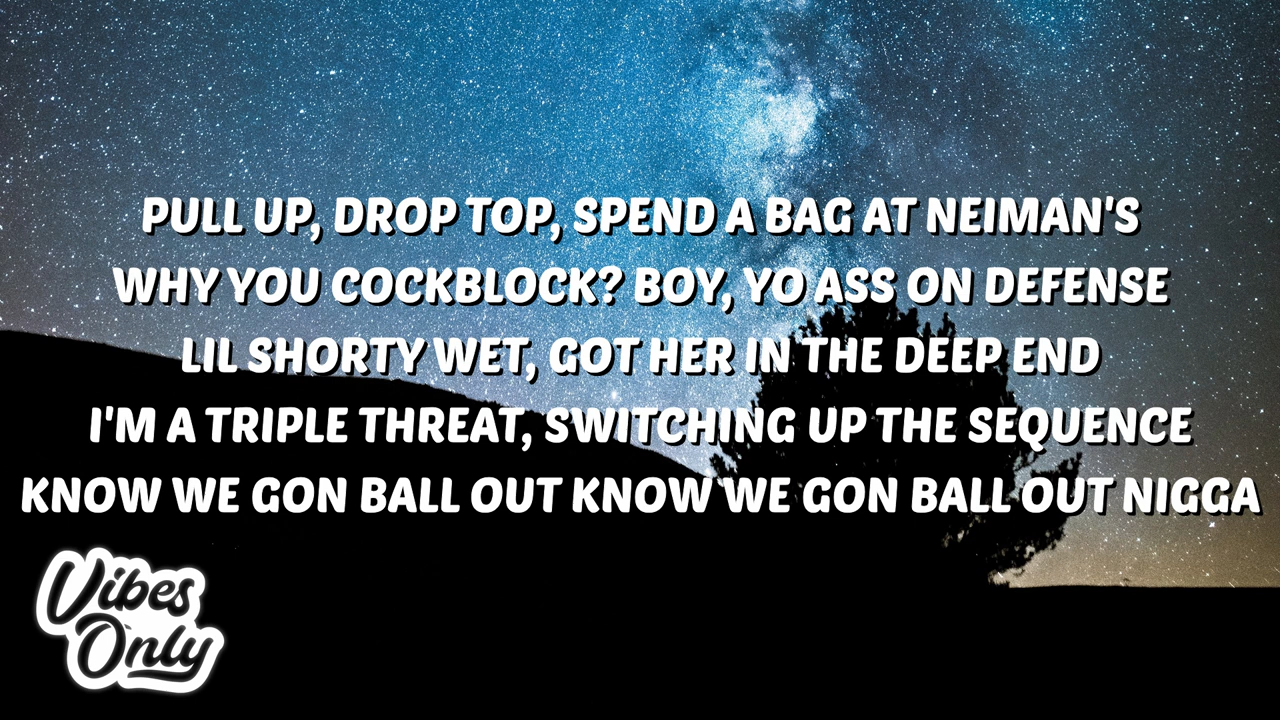 PULL UP, DROP TOP, SPEND A BAG AT NEIMAN'S
WHY YOU COCKBLOCK? BOY, YO ASS ON DEFENSE
LIL SHORTY WET, GOT HER IN THE DEEP END
I'M A TRIPLE THREAT, SWITCHING UP THE SEQUENCE
KNOW WE GON BALL OUT KNOW WE GON BALL OUT NIGGA
Vibes
Only